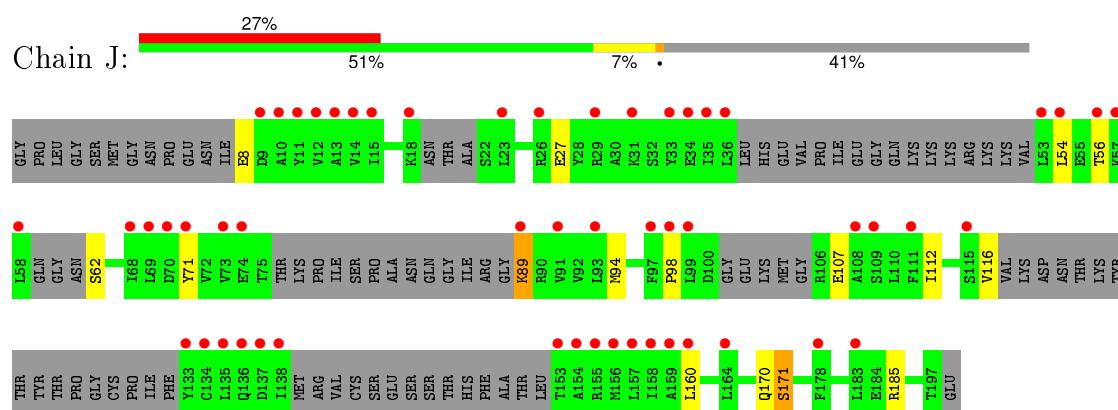 27%
Chain J:
51% 7% • 41%
GLY PRO LEU GLY SER MET GLY ASN PRO GLU ASN ILE E8 D9 A10 Y11 V12 A13 V14 I15 K18 ASN THR ALA S22 L23 R26 E27 Y28 R29 A30 K31 S32 Y33 E34 I35 L36 LEU HIS GLU VAL PRO ILE GLU GLY GLN LYS LYS LYS ARG LYS LYS VAL L53 L54 E55 T56 K57
L58 GLN GLY ASN S62 I68 L69 D70 Y71 V72 V73 E74 T75 THR LYS PRO ILE SER PRO ALA ASN GLN GLY ILE ARG GLY K89 R90 V91 V92 L93 M94 F97 P98 L99 D100 GLY GLU LYS MET GLY R106 E107 A108 S109 L110 F111 I112 S115 V116 VAL LYS ASP ASN THR LYS
THR TYR THR PRO GLY CYS PRO ILE PHE Y133 C134 L135 Q136 D137 I138 MET ARG VAL CYS SER GLU SER SER THR HIS PHE ALA THR LEU T153 A154 R155 M156 L157 I158 A159 L160 L164 Q170 S171 F178 L183 E184 R185 T197 GLU